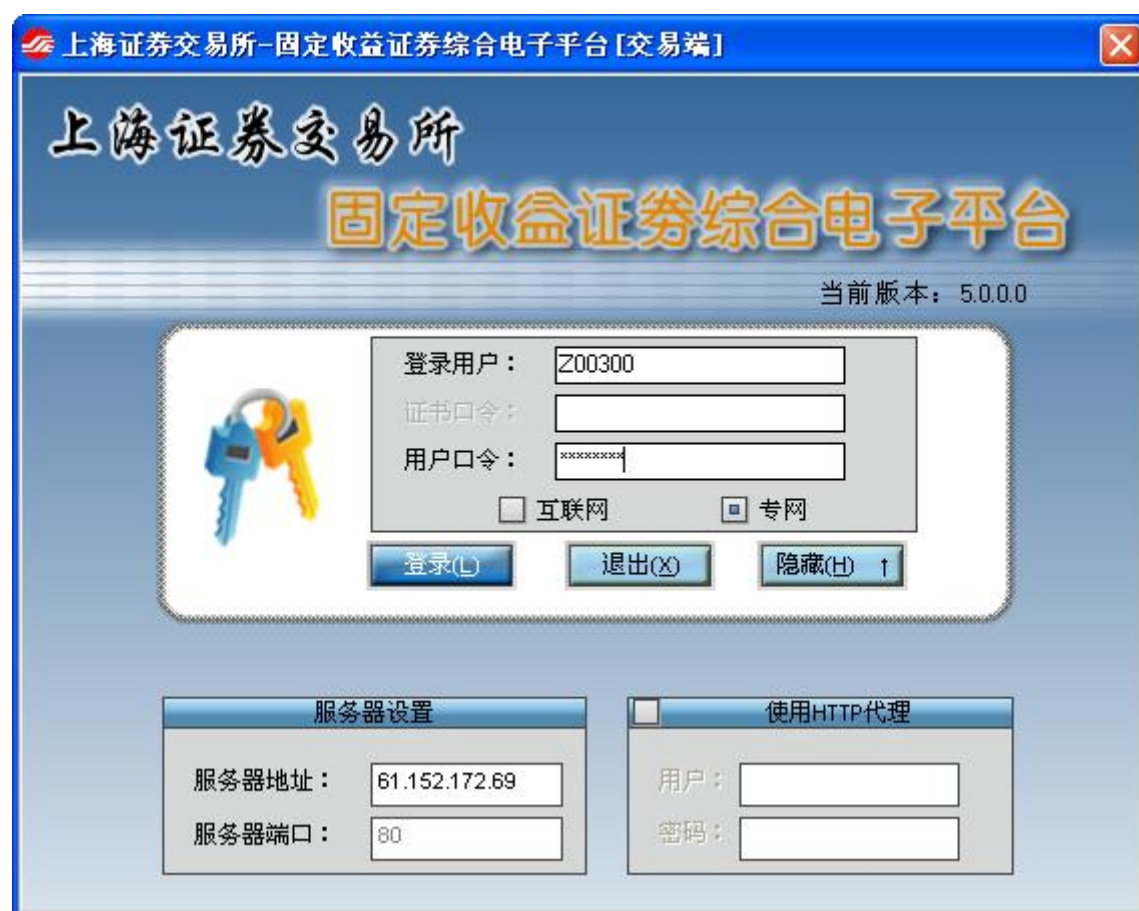 上海证券交易所-固定收益证券综合电子平台[交易端]
上海证券交易所
固定收益证券综合电子平台
当前版本：5.0.0.0
登录用户： Z00300
证书口令：
用户口令： ********
互联网 专网
登录(L) 退出(X) 隐藏(H) ↑
服务器设置 使用HTTP代理
服务器地址： 61.152.172.69 用户：
服务器端口： 80 密码：